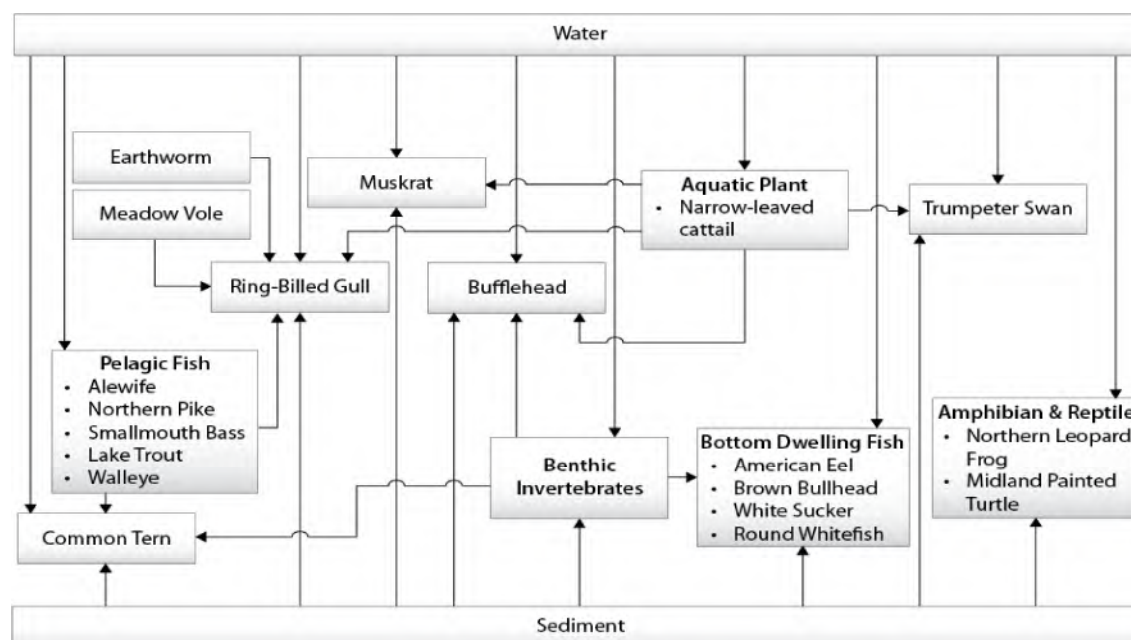 Water
Earthworm
Meadow Vole
Muskrat
Aquatic Plant
• Narrow-leaved
cattail
Trumpeter Swan
Ring-Billed Gull
Bufflehead
Pelagic Fish
• Alewife
• Northern Pike
• Smallmouth Bass
• Lake Trout
• Walleye
Common Tern
Benthic
Invertebrates
Bottom Dwelling Fish
• American Eel
• Brown Bullhead
• White Sucker
• Round Whitefish
Amphibian & Reptile
• Northern Leopard
Frog
• Midland Painted
Turtle
Sediment